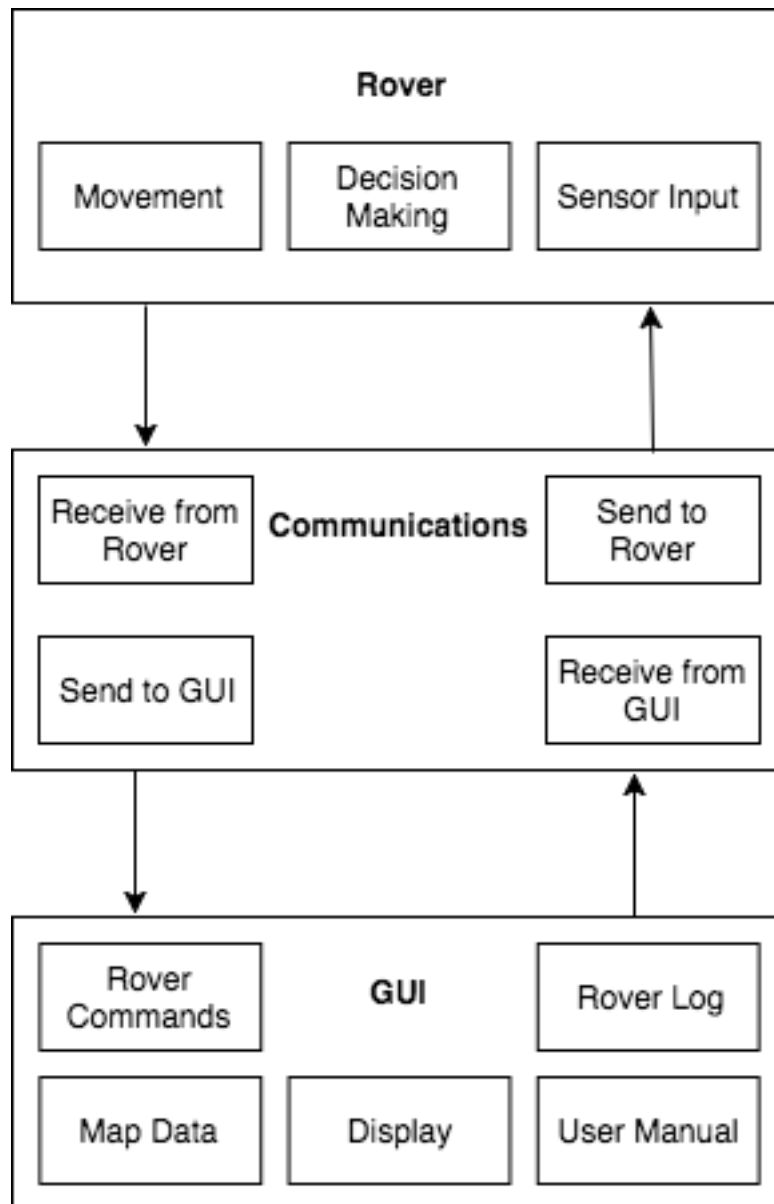 Rover
Movement
Decision
Making
Sensor Input
Receive from
Rover
Communications
Send to
Rover
Send to GUI
Receive from
GUI
Rover
Commands
GUI
Rover Log
Map Data
Display
User Manual